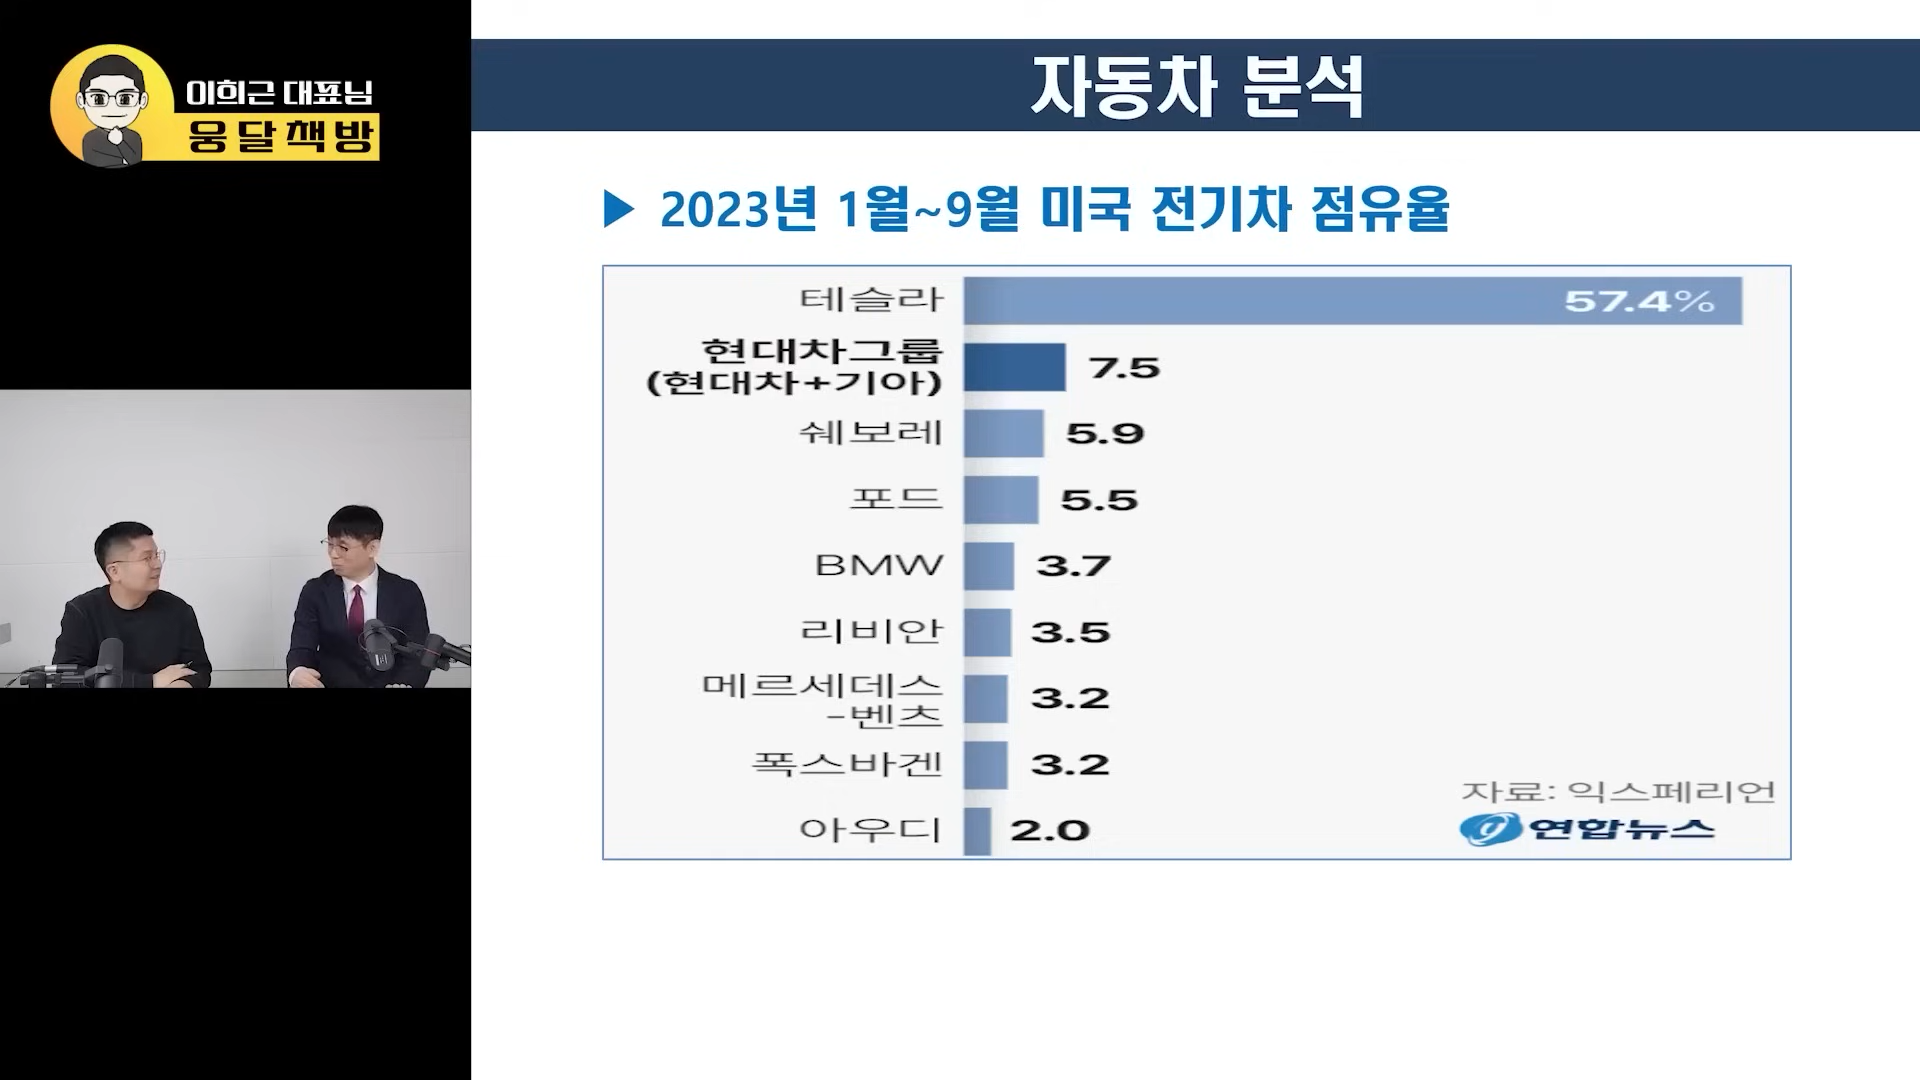 이희근 대표님
웅달책방
자동차 분석
▶ 2023년 1월~9월 미국 전기차 점유율
테슬라 57.4%
현대차그룹
(현대차+기아) 7.5
쉐보레 5.9
포드 5.5
BMW 3.7
리비안 3.5
메르세데스
-벤츠 3.2
폭스바겐 3.2
아우디 2.0
자료: 익스페리언
연합뉴스